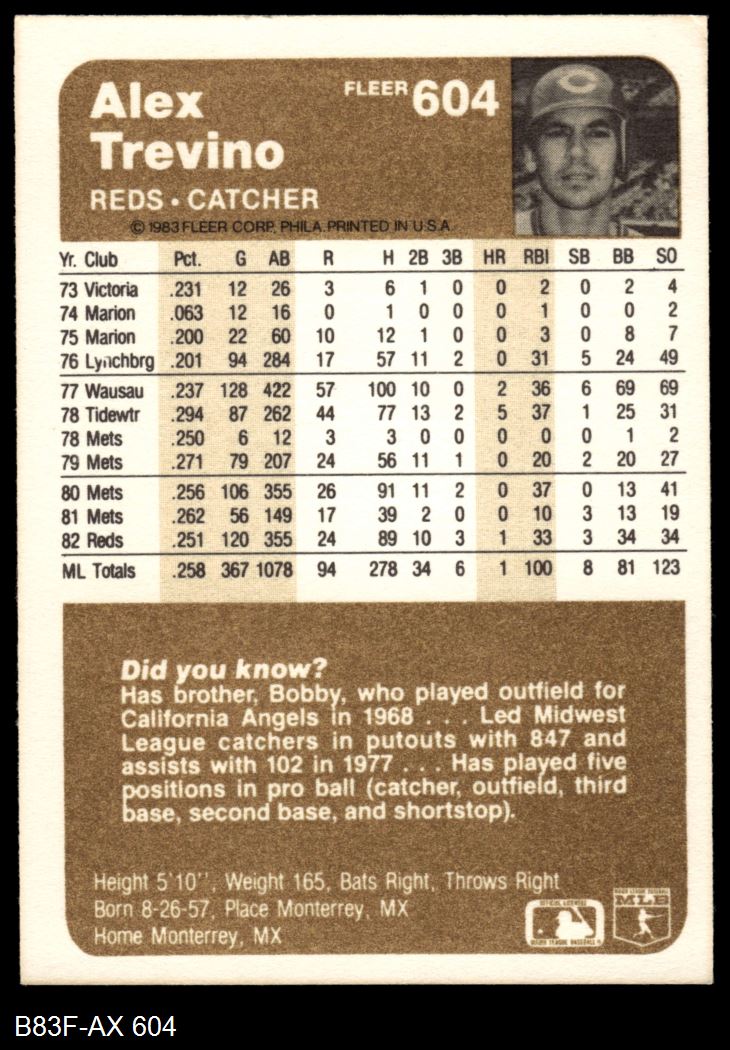 Alex
Trevino
FLEER 604
REDS • CATCHER
© 1983 FLEER CORP. PHILA. PRINTED IN U.S.A.
Yr. Club Pct. G AB R H 2B 3B HR RBI SB BB SO
73 Victoria .231 12 26 3 6 1 0 0 2 0 2 4
74 Marion .063 12 16 0 1 0 0 0 1 0 0 2
75 Marion .200 22 60 10 12 1 0 0 3 0 8 7
76 Lynchbrg .201 94 284 17 57 11 2 0 31 5 24 49
77 Wausau .237 128 422 57 100 10 0 2 36 6 69 69
78 Tidewtr .294 87 262 44 77 13 2 5 37 1 25 31
78 Mets .250 6 12 3 3 0 0 0 0 0 1 2
79 Mets .271 79 207 24 56 11 1 0 20 2 20 27
80 Mets .256 106 355 26 91 11 2 0 37 0 13 41
81 Mets .262 56 149 17 39 2 0 0 10 3 13 19
82 Reds .251 120 355 24 89 10 3 1 33 3 34 34
ML Totals .258 367 1078 94 278 34 6 1 100 8 81 123
Did you know?
Has brother, Bobby, who played outfield for
California Angels in 1968 . . . Led Midwest
League catchers in putouts with 847 and
assists with 102 in 1977 . . . Has played five
positions in pro ball (catcher, outfield, third
base, second base, and shortstop).
Height 5'10'', Weight 165, Bats Right, Throws Right
Born 8-26-57, Place Monterrey, MX
Home Monterrey, MX
MAJOR LEAGUE BASEBALL
MLB
B83F-AX 604